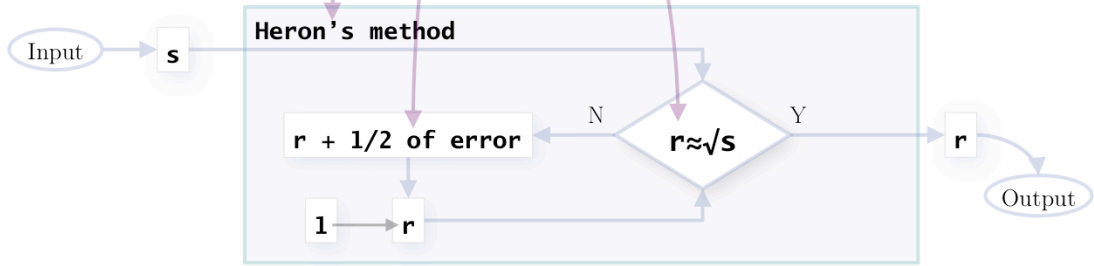 Heron’s method
Input
s
N
Y
r + 1/2 of error
r≈√s
r
1
r
Output